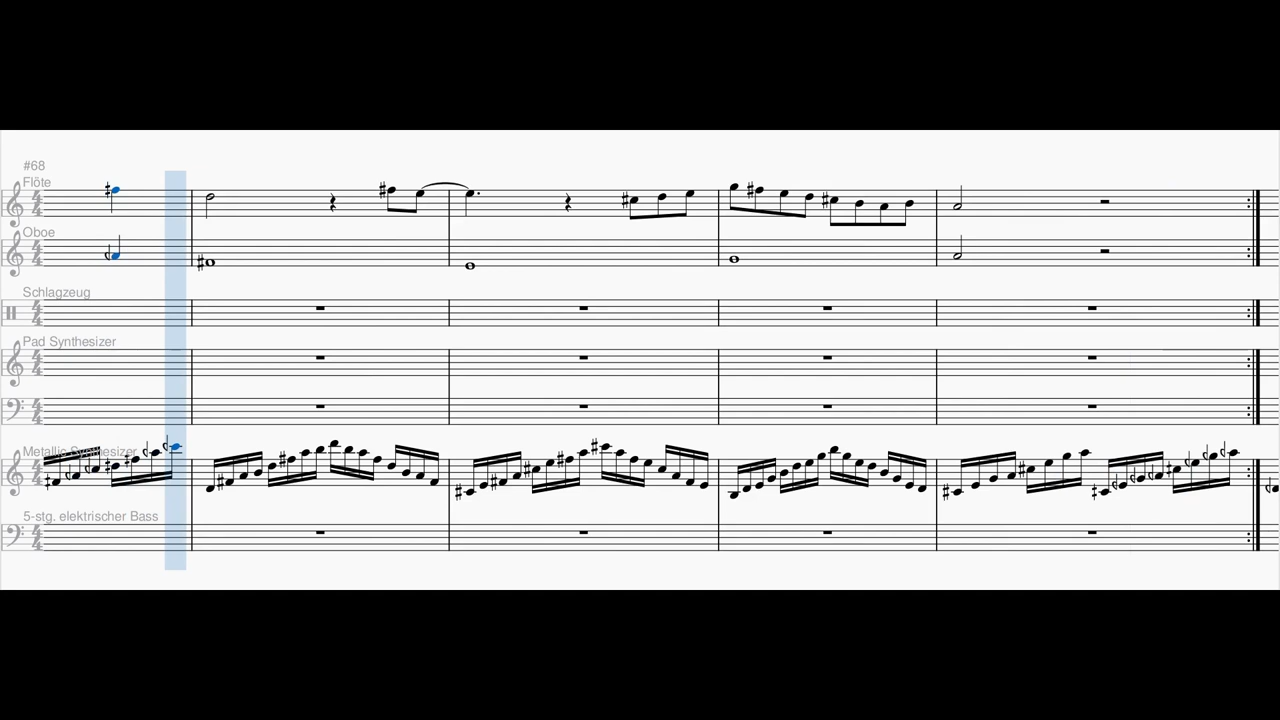 #68
Flöte
Oboe
Schlagzeug
Pad Synthesizer
Metallic Synthesizer
5-stg. elektrischer Bass